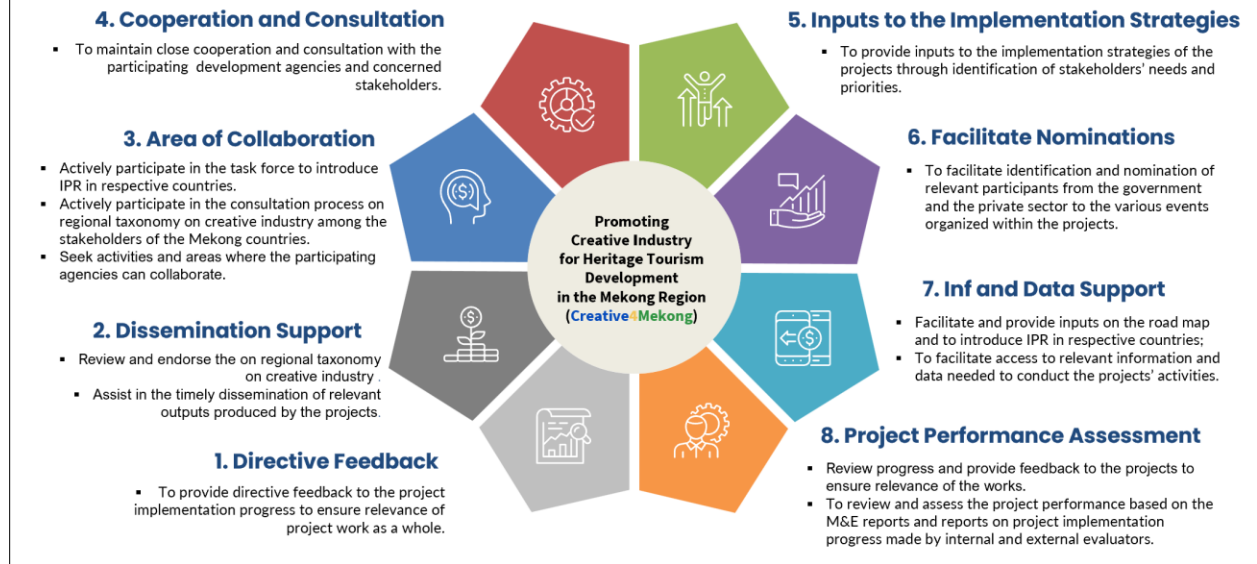 4. Cooperation and Consultation
▪ To maintain close cooperation and consultation with the
participating development agencies and concerned
stakeholders.
3. Area of Collaboration
▪ Actively participate in the task force to introduce
IPR in respective countries.
▪ Actively participate in the consultation process on
regional taxonomy on creative industry among the
stakeholders of the Mekong countries.
▪ Seek activities and areas where the participating
agencies can collaborate.
2. Dissemination Support
▪ Review and endorse the on regional taxonomy
on creative industry .
▪ Assist in the timely dissemination of relevant
outputs produced by the projects.
1. Directive Feedback
▪ To provide directive feedback to the project
implementation progress to ensure relevance of
project work as a whole.
Promoting
Creative Industry
for Heritage Tourism
Development
in the Mekong Region
(Creative4Mekong)
5. Inputs to the Implementation Strategies
▪ To provide inputs to the implementation strategies of the
projects through identification of stakeholders’ needs and
priorities.
6. Facilitate Nominations
▪ To facilitate identification and nomination of
relevant participants from the government
and the private sector to the various events
organized within the projects.
7. Inf and Data Support
▪ Facilitate and provide inputs on the road map
and to introduce IPR in respective countries;
▪ To facilitate access to relevant information and
data needed to conduct the projects’ activities.
8. Project Performance Assessment
▪ Review progress and provide feedback to the projects to
ensure relevance of the works.
▪ To review and assess the project performance based on the
M&E reports and reports on project implementation
progress made by internal and external evaluators.